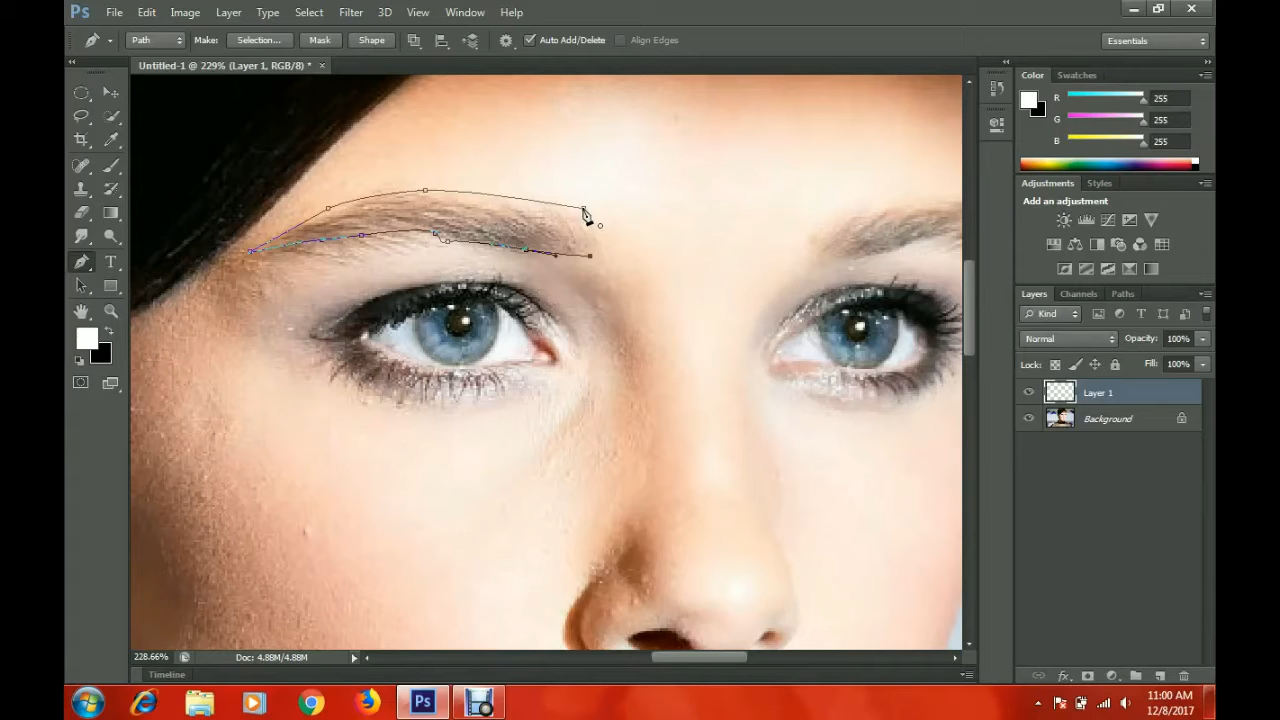 Ps File Edit Image Layer Type Select Filter 3D View Window Help
Path Make: Selection... Mask Shape Auto Add/Delete Align Edges Essentials
Untitled-1 @ 229% (Layer 1, RGB/8) * ×
Color Swatches
R 255
G 255
B 255
Adjustments Styles
Add an adjustment
Layers Channels Paths
Kind
Normal Opacity: 100%
Lock: Fill: 100%
Layer 1
Background
228.66% Doc: 4.88M/4.88M
Timeline
Ps 11:00 AM
12/8/2017